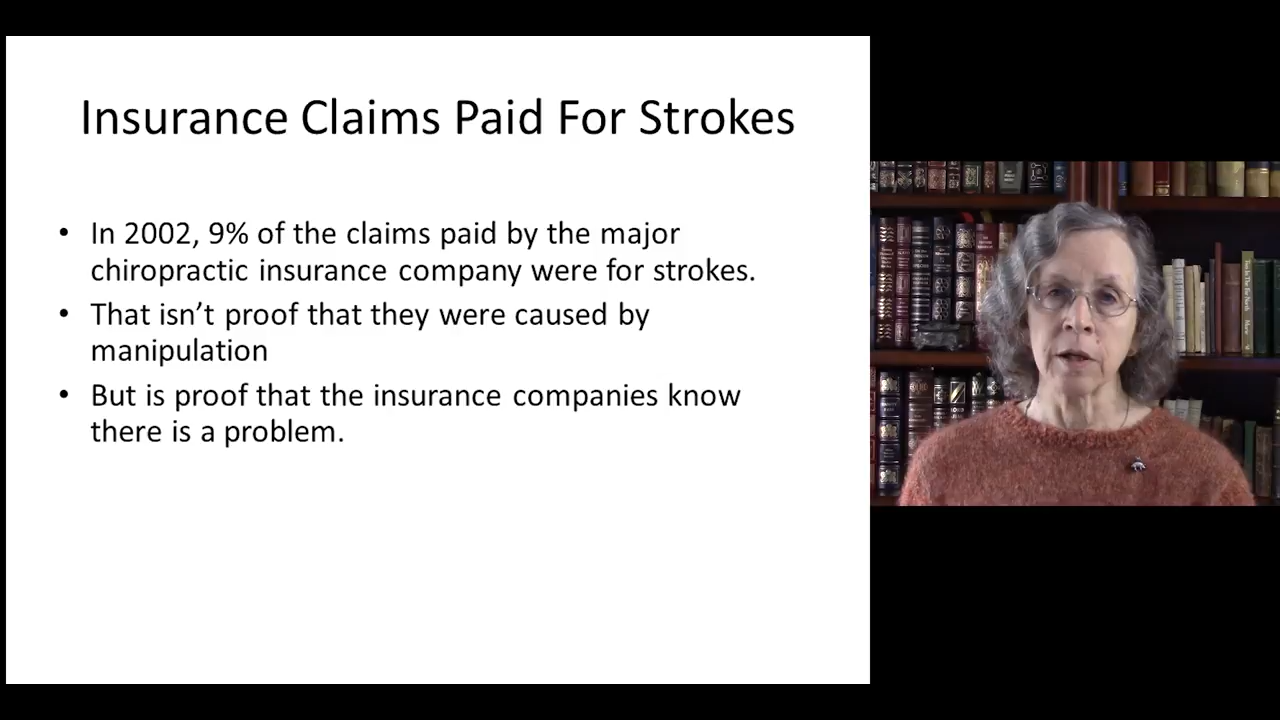 Insurance Claims Paid For Strokes
• In 2002, 9% of the claims paid by the major
chiropractic insurance company were for strokes.
• That isn’t proof that they were caused by
manipulation
• But is proof that the insurance companies know
there is a problem.